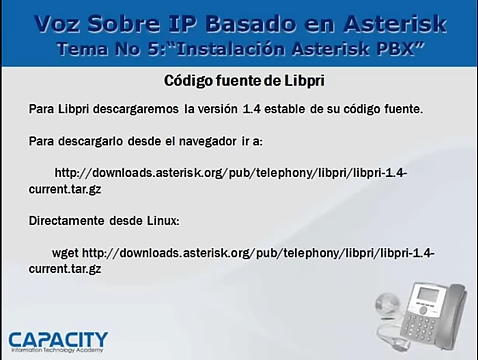 Voz Sobre IP Basado en Asterisk
Tema No 5:“Instalación Asterisk PBX”
Código fuente de Libpri
Para Libpri descargaremos la versión 1.4 estable de su código fuente.
Para descargarlo desde el navegador ir a:
http://downloads.asterisk.org/pub/telephony/libpri/libpri-1.4-
current.tar.gz
Directamente desde Linux:
wget http://downloads.asterisk.org/pub/telephony/libpri/libpri-1.4-
current.tar.gz
CAPACITY
Information Technology Academy